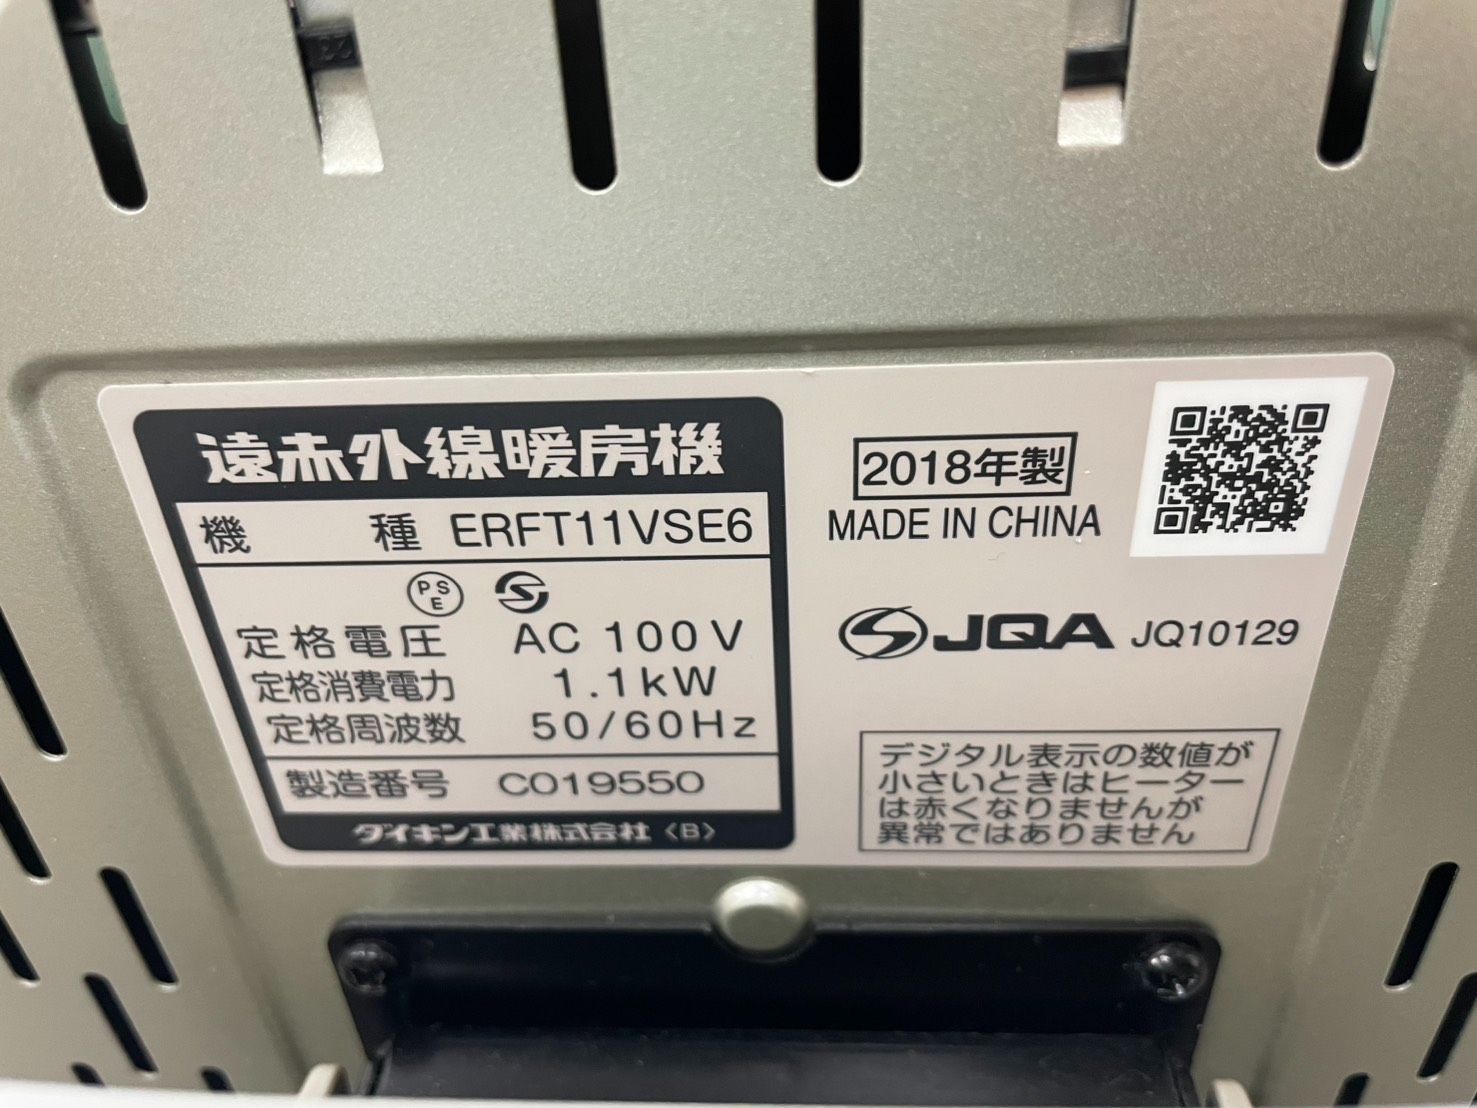 遠赤外線暖房機
機種 ERFT11VSE6
PSE
定格電圧 AC 100V
定格消費電力 1.1kW
定格周波数 50/60Hz
製造番号 C019550
ダイキン工業株式会社〈B〉
2018年製
MADE IN CHINA
JQA JQ10129
デジタル表示の数値が
小さいときはヒーター
は赤くなりませんが
異常ではありません